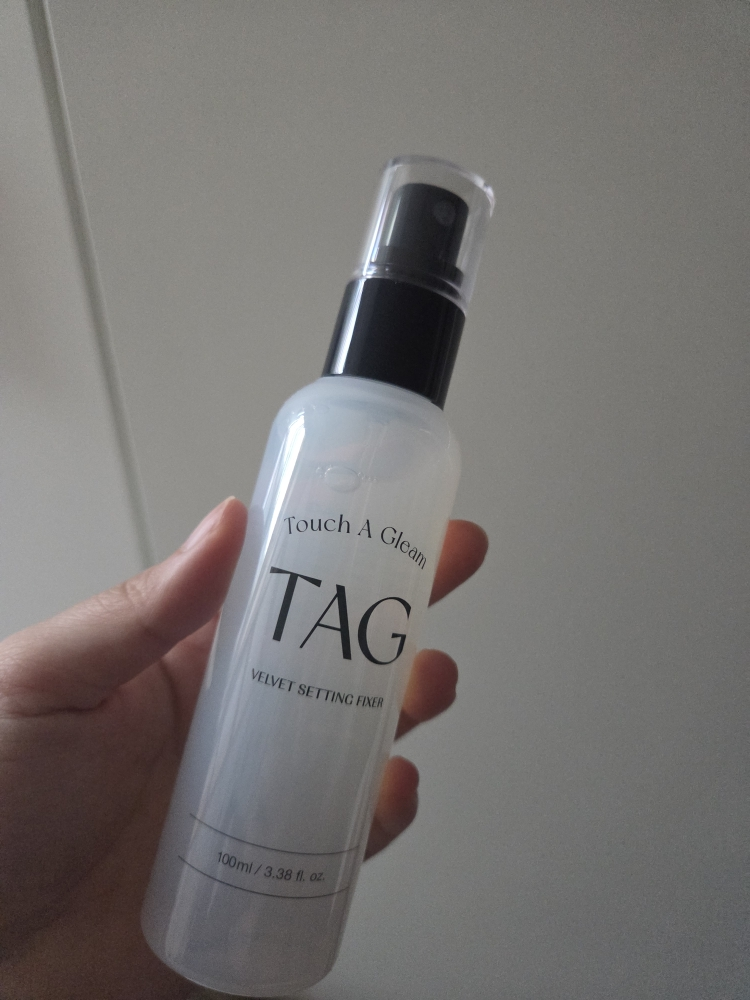 Touch A Gleam
TAG
VELVET SETTING FIXER
100ml / 3.38 fl. oz.